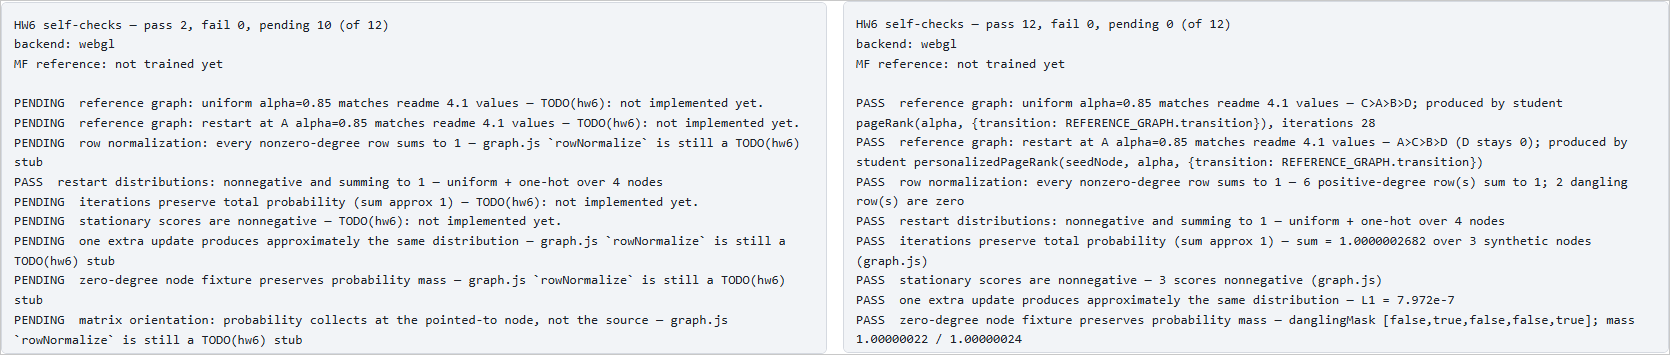 HW6 self-checks — pass 2, fail 0, pending 10 (of 12)
backend: webgl
MF reference: not trained yet
PENDING  reference graph: uniform alpha=0.85 matches readme 4.1 values — TODO(hw6): not implemented yet.
PENDING  reference graph: restart at A alpha=0.85 matches readme 4.1 values — TODO(hw6): not implemented yet.
PENDING  row normalization: every nonzero-degree row sums to 1 — graph.js `rowNormalize` is still a TODO(hw6)
stub
PASS  restart distributions: nonnegative and summing to 1 — uniform + one-hot over 4 nodes
PENDING  iterations preserve total probability (sum approx 1) — TODO(hw6): not implemented yet.
PENDING  stationary scores are nonnegative — TODO(hw6): not implemented yet.
PENDING  one extra update produces approximately the same distribution — graph.js `rowNormalize` is still a
TODO(hw6) stub
PENDING  zero-degree node fixture preserves probability mass — graph.js `rowNormalize` is still a TODO(hw6)
stub
PENDING  matrix orientation: probability collects at the pointed-to node, not the source — graph.js
`rowNormalize` is still a TODO(hw6) stub
HW6 self-checks — pass 12, fail 0, pending 0 (of 12)
backend: webgl
MF reference: not trained yet
PASS  reference graph: uniform alpha=0.85 matches readme 4.1 values — C>A>B>D; produced by student
pageRank(alpha, {transition: REFERENCE_GRAPH.transition}), iterations 28
PASS  reference graph: restart at A alpha=0.85 matches readme 4.1 values — A>C>B>D (D stays 0); produced by
student personalizedPageRank(seedNode, alpha, {transition: REFERENCE_GRAPH.transition})
PASS  row normalization: every nonzero-degree row sums to 1 — 6 positive-degree row(s) sum to 1; 2 dangling
row(s) are zero
PASS  restart distributions: nonnegative and summing to 1 — uniform + one-hot over 4 nodes
PASS  iterations preserve total probability (sum approx 1) — sum = 1.0000002682 over 3 synthetic nodes
(graph.js)
PASS  stationary scores are nonnegative — 3 scores nonnegative (graph.js)
PASS  one extra update produces approximately the same distribution — L1 = 7.972e-7
PASS  zero-degree node fixture preserves probability mass — danglingMask [false,true,false,false,true]; mass
1.00000022 / 1.00000024